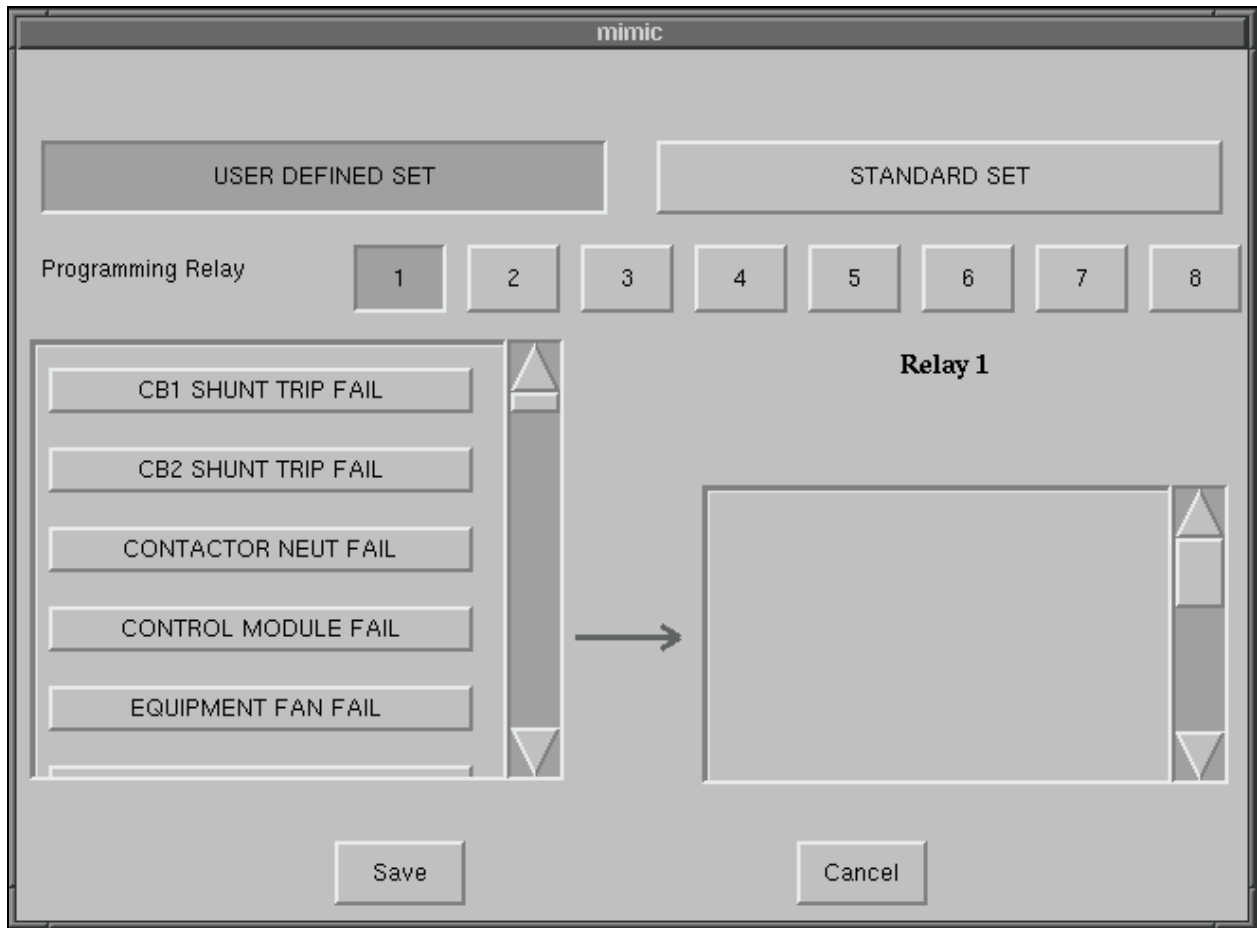 mimic
USER DEFINED SET
STANDARD SET
Programming Relay
1
2
3
4
5
6
7
8
CB1 SHUNT TRIP FAIL
CB2 SHUNT TRIP FAIL
CONTACTOR NEUT FAIL
CONTROL MODULE FAIL
EQUIPMENT FAN FAIL
Relay 1
Save
Cancel